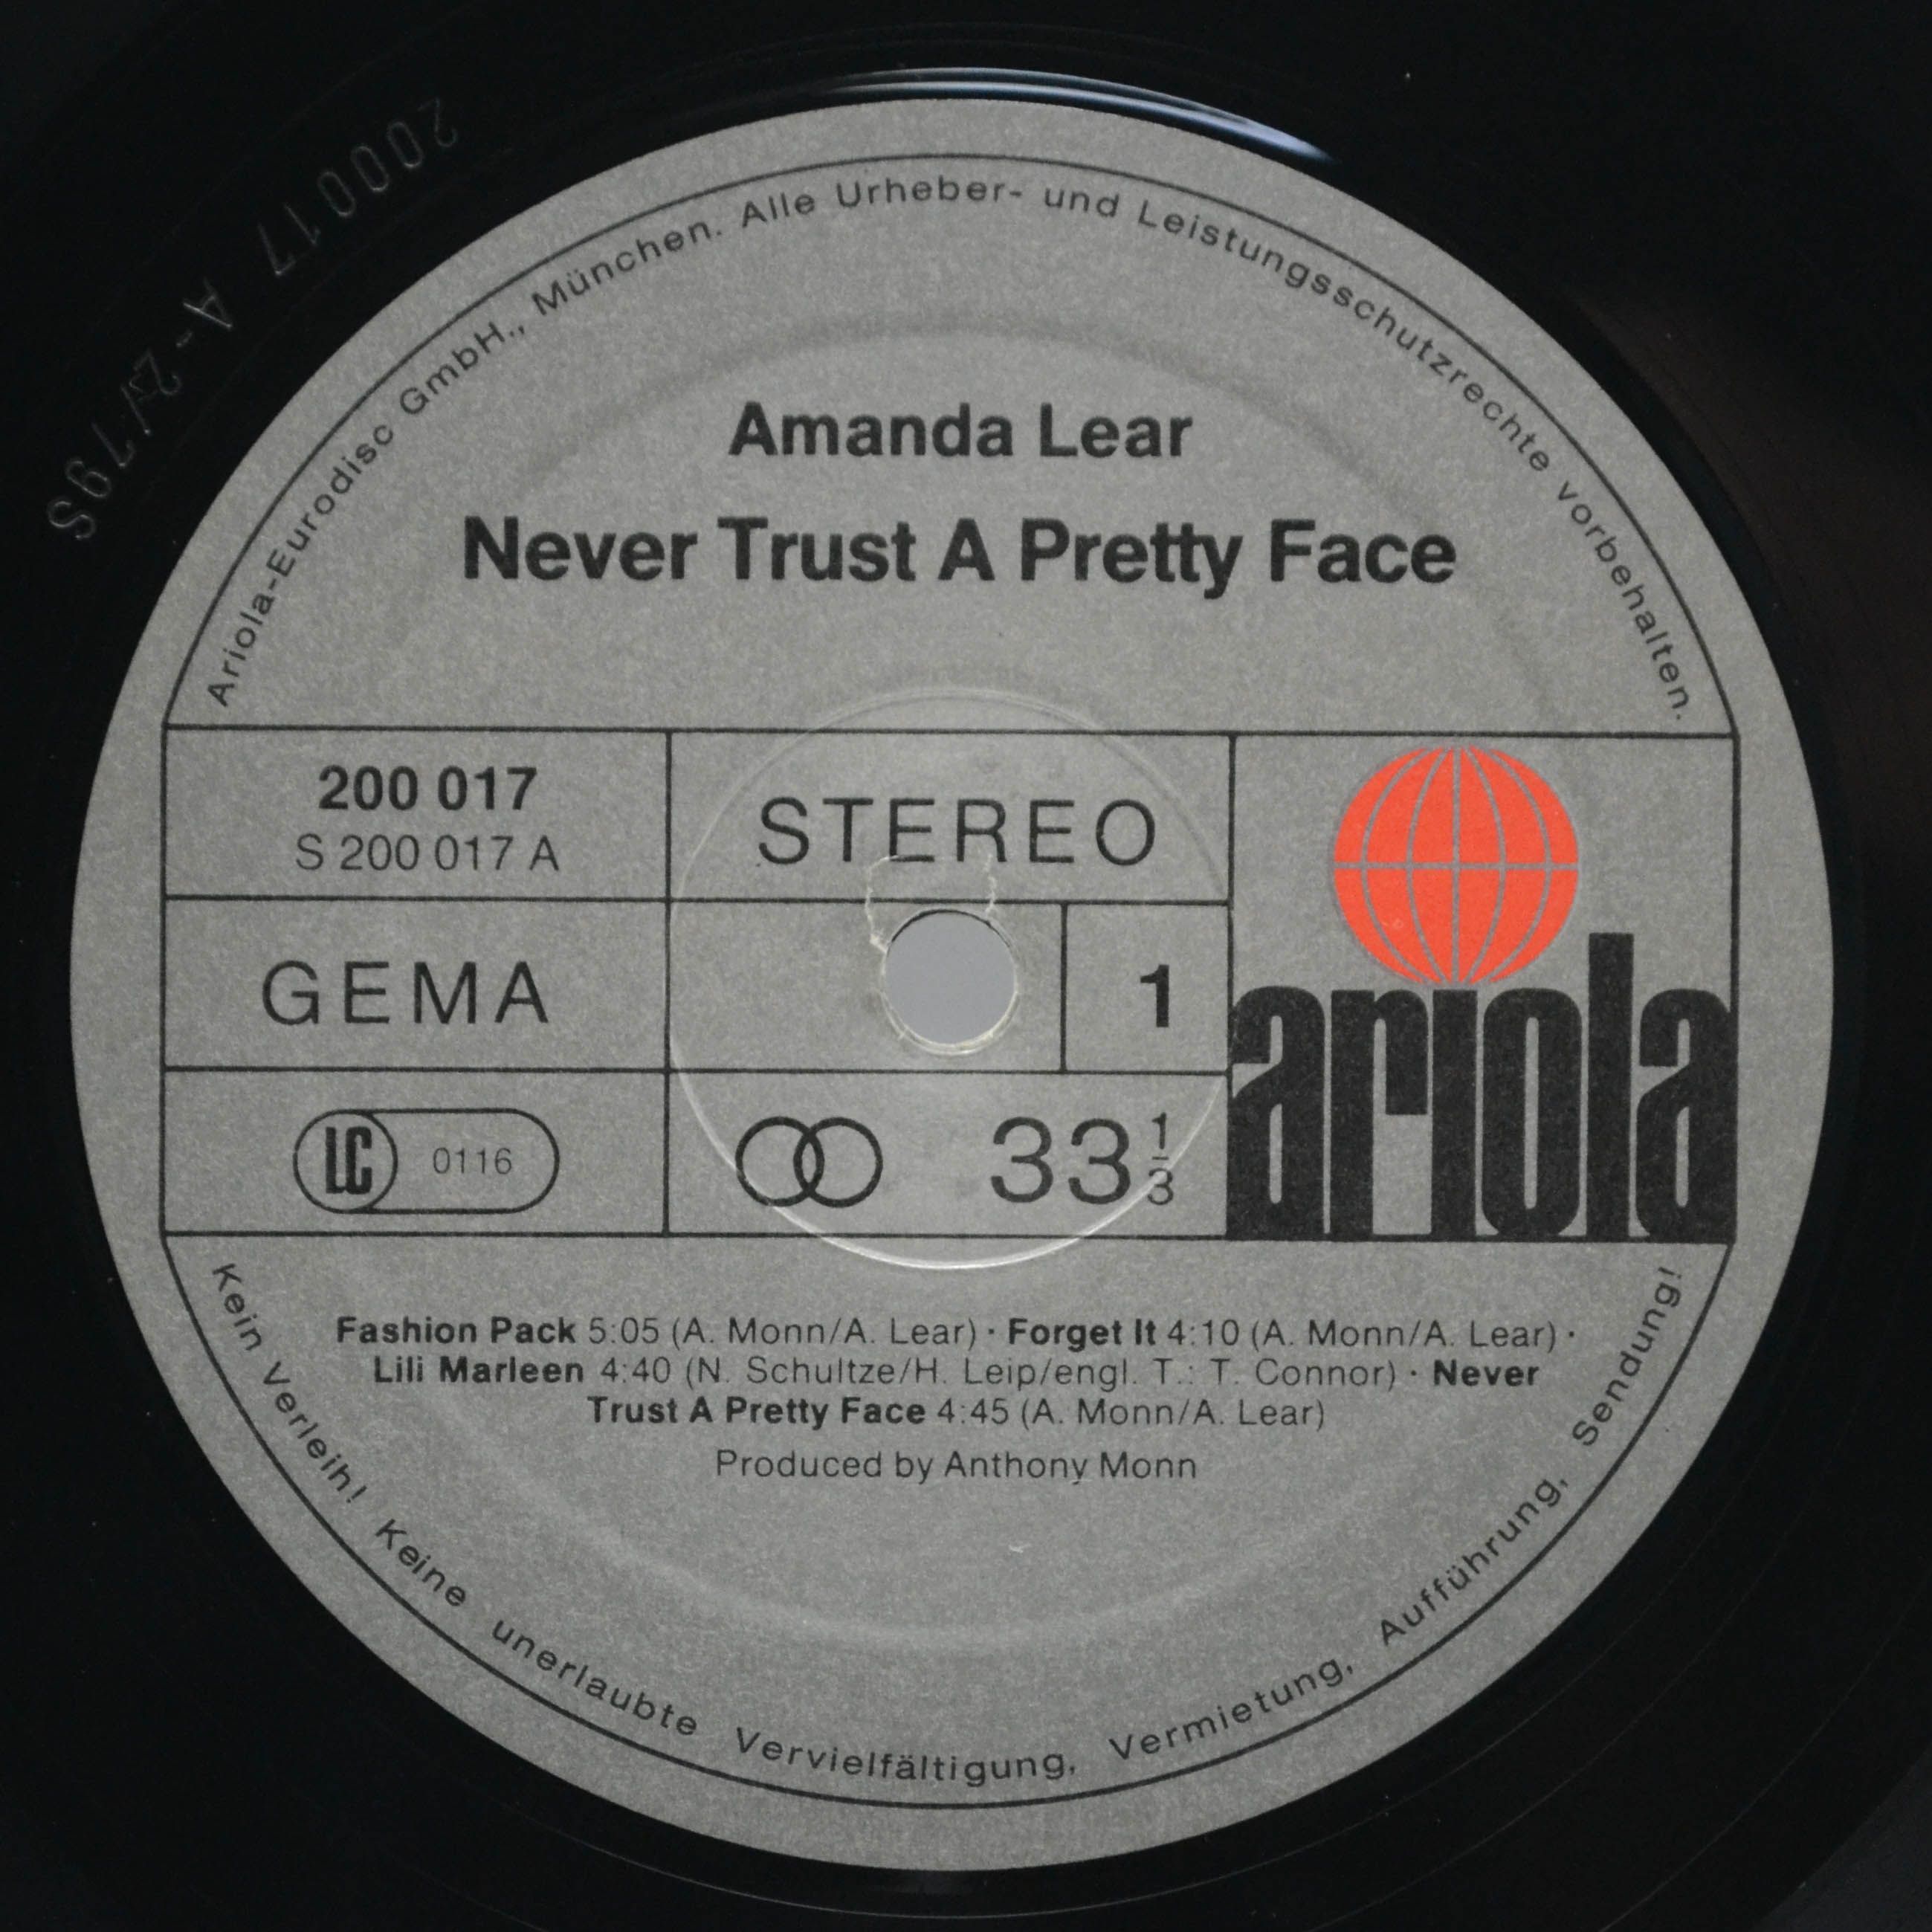 200017 A-2/79S
Ariola-Eurodisc GmbH., München. Alle Urheber- und Leistungsschutzrechte vorbehalten.
Amanda Lear
Never Trust A Pretty Face
200 017
S 200 017 A
STEREO
GEMA
1
ariola
LC 0116
33 1/3
Fashion Pack 5:05 (A. Monn/A. Lear) · Forget It 4:10 (A. Monn/A. Lear) ·
Lili Marleen 4:40 (N. Schultze/H. Leip/engl. T.: T. Connor) · Never
Trust A Pretty Face 4:45 (A. Monn/A. Lear)
Produced by Anthony Monn
Kein Verleih! Keine unerlaubte Vervielfältigung, Vermietung, Aufführung, Sendung!